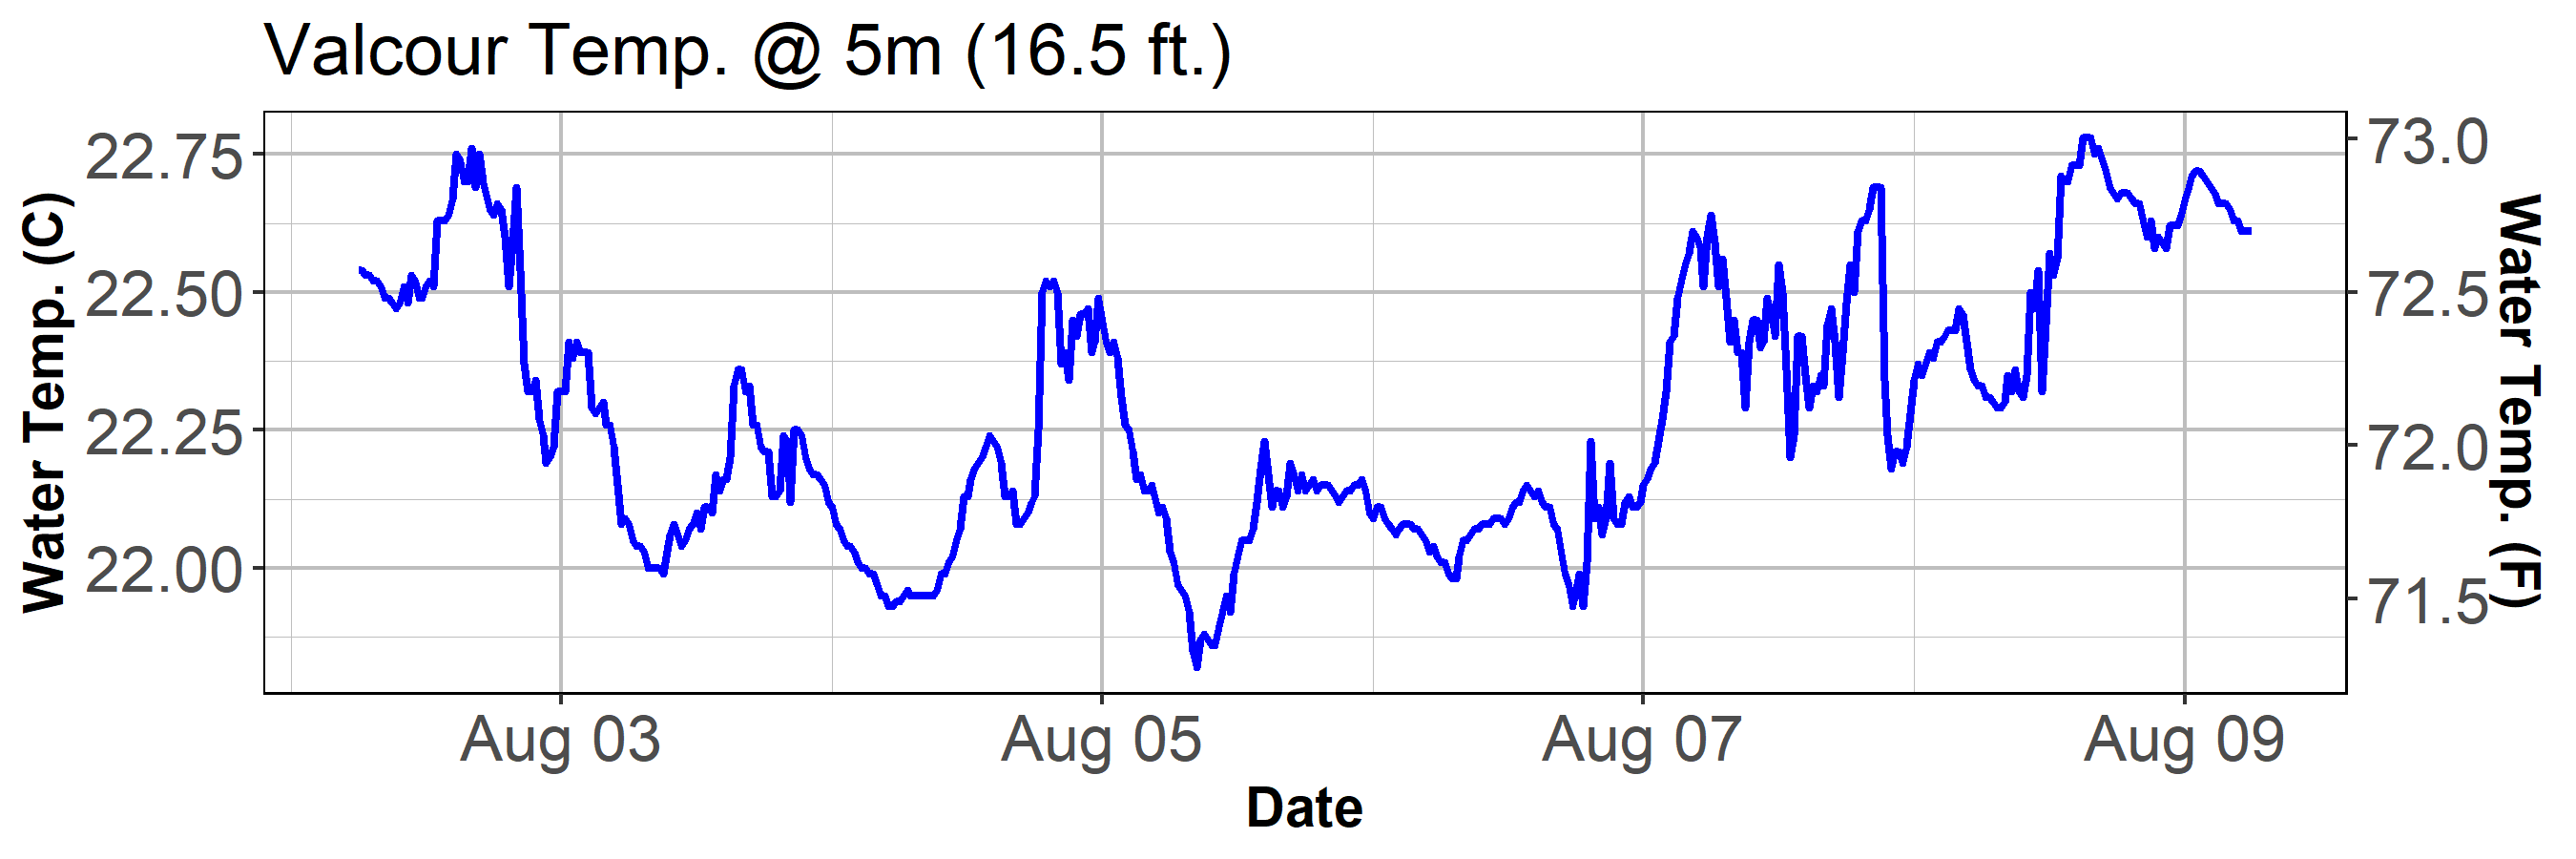 Valcour Temp. @ 5m (16.5 ft.)
Water Temp. (C)
22.75
22.50
22.25
22.00
73.0
72.5
72.0
71.5
Water Temp. (F)
Aug 03 Aug 05 Aug 07 Aug 09
Date